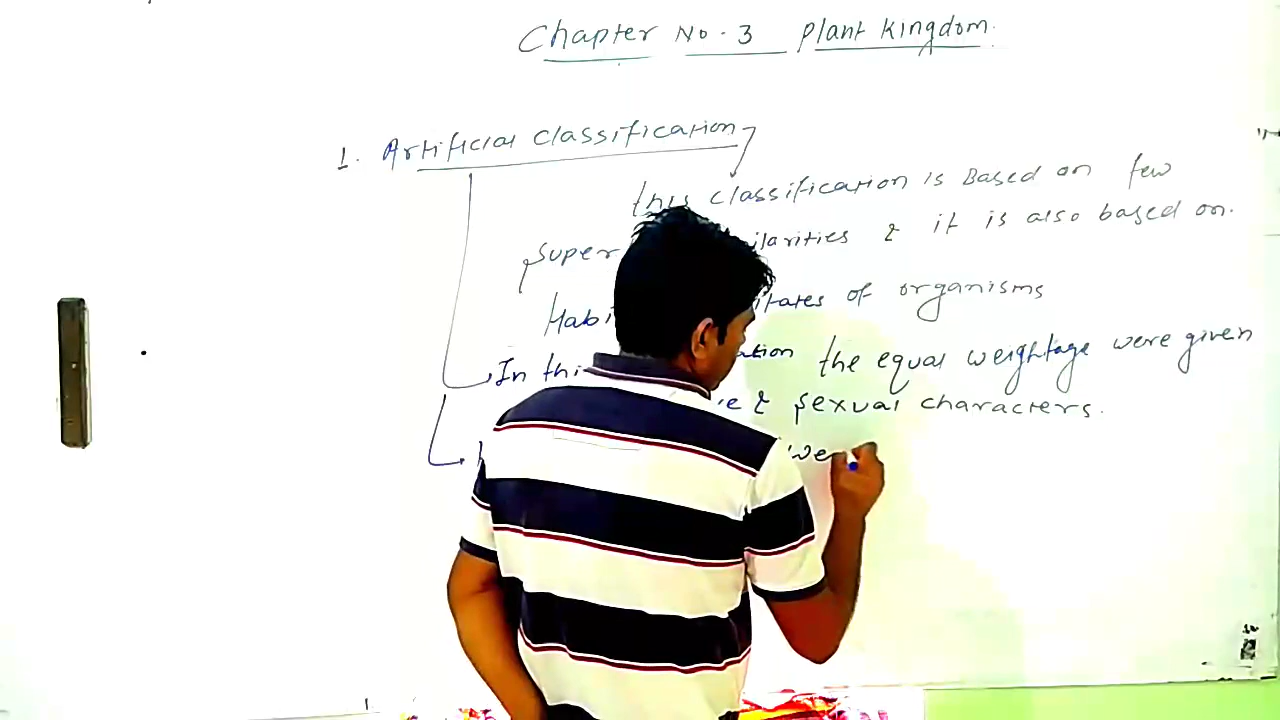 Chapter No. 3 Plant Kingdom.
1. Artificial classification
this classification is Based on few
Super ilarities & it is also based on.
Habi itates of organisms
In thi ation the equal weightage were given
ve & sexual characters.
we